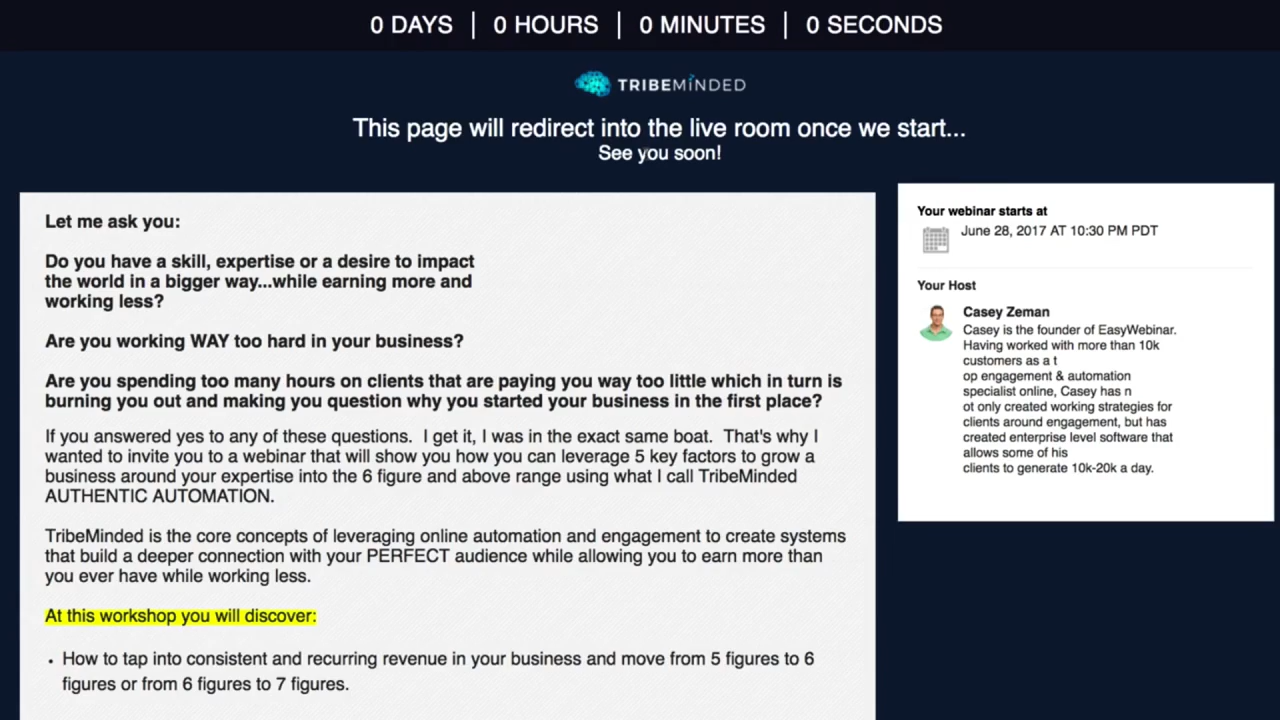 0 DAYS | 0 HOURS | 0 MINUTES | 0 SECONDS
TRIBEMINDED
This page will redirect into the live room once we start...
See you soon!
Let me ask you:
Do you have a skill, expertise or a desire to impact
the world in a bigger way...while earning more and
working less?
Are you working WAY too hard in your business?
Are you spending too many hours on clients that are paying you way too little which in turn is
burning you out and making you question why you started your business in the first place?
If you answered yes to any of these questions.  I get it, I was in the exact same boat.  That's why I
wanted to invite you to a webinar that will show you how you can leverage 5 key factors to grow a
business around your expertise into the 6 figure and above range using what I call TribeMinded
AUTHENTIC AUTOMATION.
TribeMinded is the core concepts of leveraging online automation and engagement to create systems
that build a deeper connection with your PERFECT audience while allowing you to earn more than
you ever have while working less.
At this workshop you will discover:
• How to tap into consistent and recurring revenue in your business and move from 5 figures to 6
figures or from 6 figures to 7 figures.
Your webinar starts at
June 28, 2017 AT 10:30 PM PDT
Your Host
Casey Zeman
Casey is the founder of EasyWebinar.
Having worked with more than 10k
customers as a t
op engagement & automation
specialist online, Casey has n
ot only created working strategies for
clients around engagement, but has
created enterprise level software that
allows some of his
clients to generate 10k-20k a day.